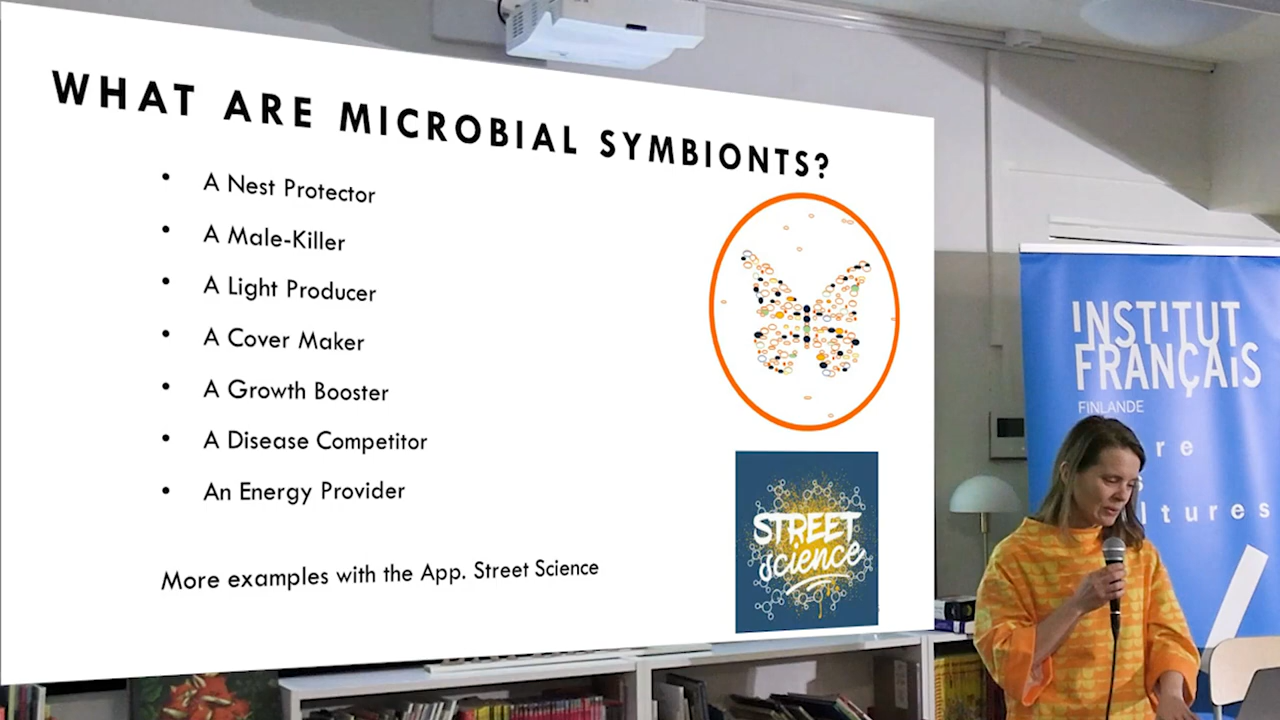 WHAT ARE MICROBIAL SYMBIONTS?
• A Nest Protector
• A Male-Killer
• A Light Producer
• A Cover Maker
• A Growth Booster
• A Disease Competitor
• An Energy Provider
More examples with the App. Street Science
STREET
science
INSTITUT
FRANÇAIS
FINLANDE